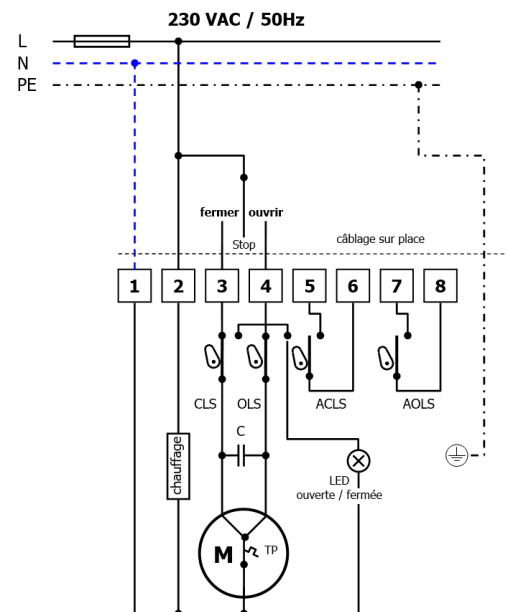 230 VAC / 50Hz
L
N
PE
fermer ouvrir
Stop
câblage sur place
1 2 3 4 5 6 7 8
CLS OLS ACLS AOLS
C
chauffage
LED
ouverte / fermée
M TP